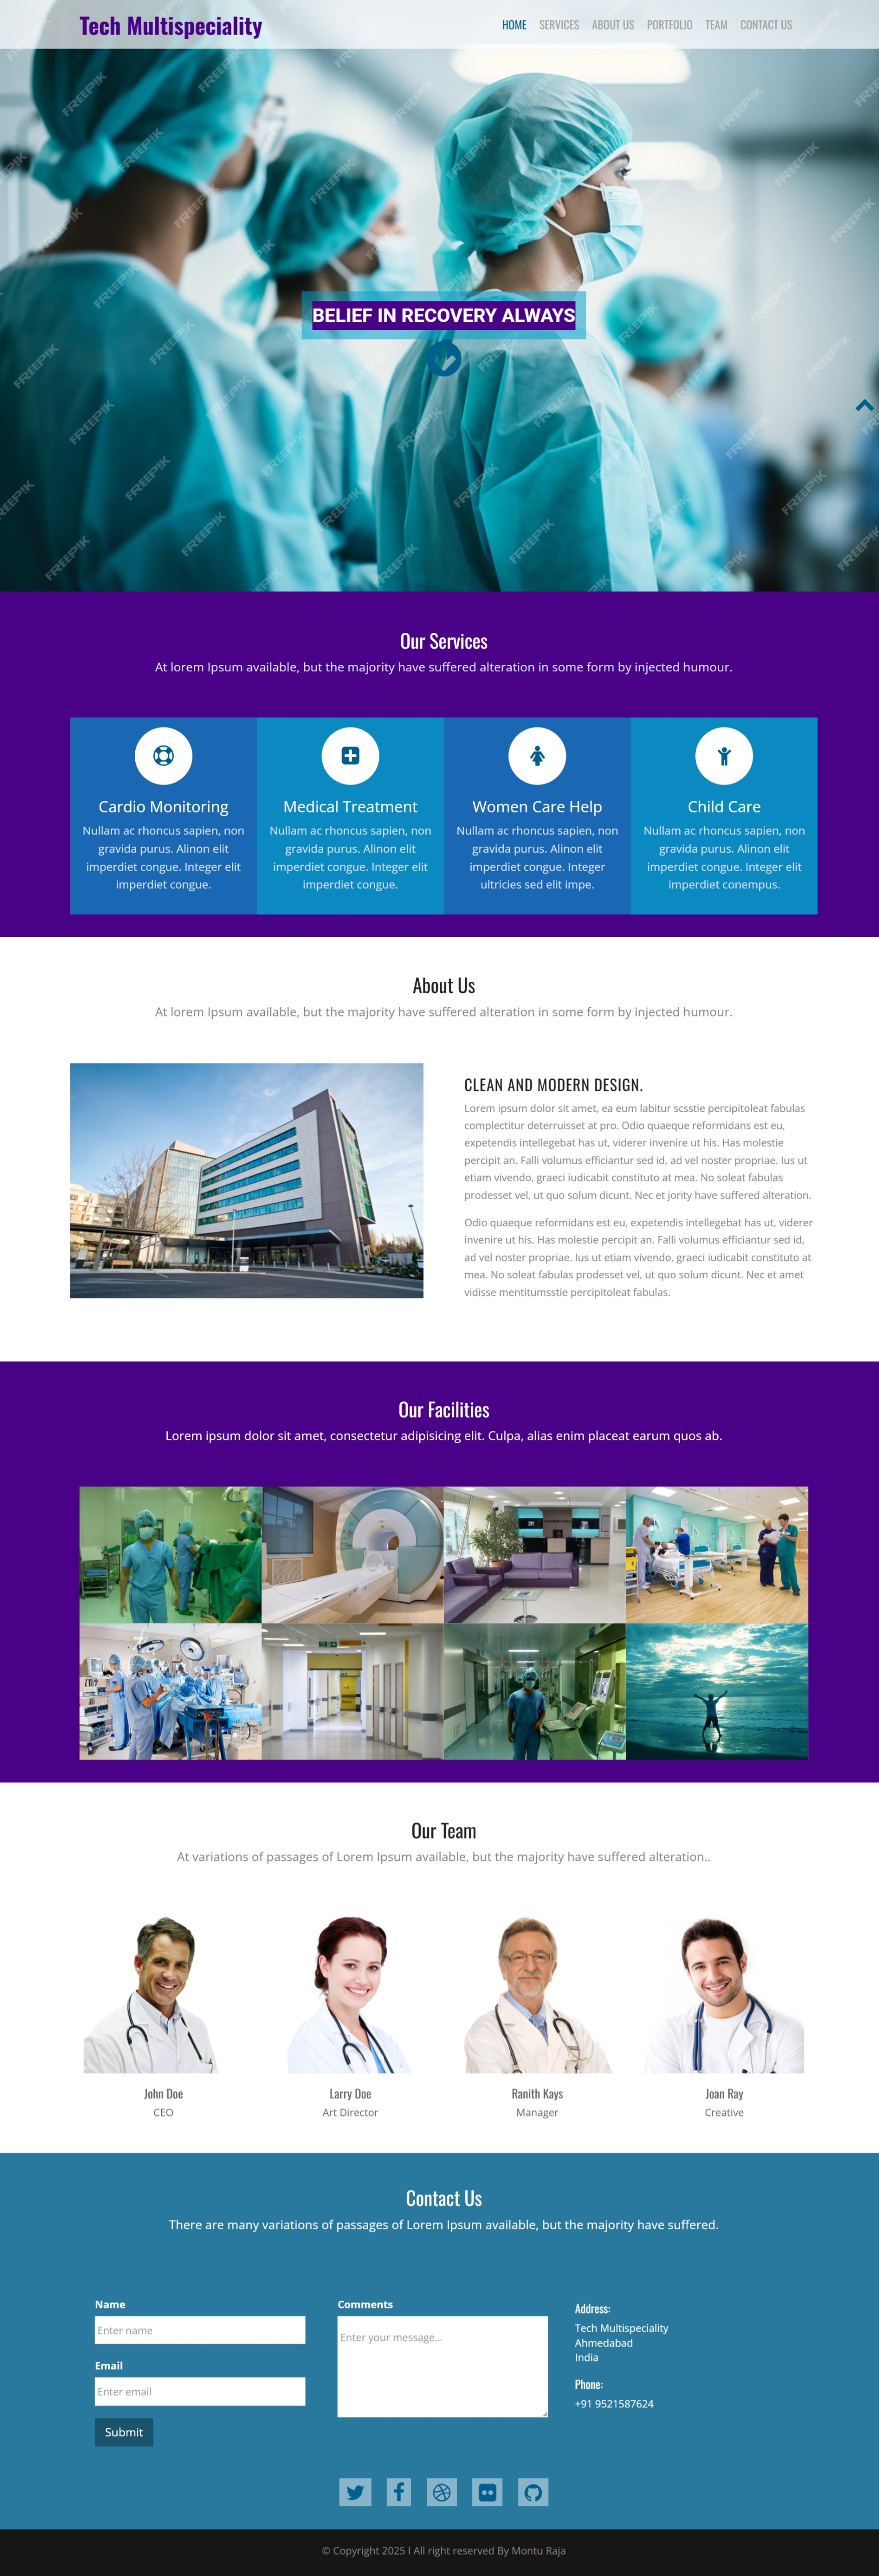 Tech Multispeciality
HOME SERVICES ABOUT US PORTFOLIO TEAM CONTACT US
FREEPIK
BELIEF IN RECOVERY ALWAYS
Our Services
At lorem Ipsum available, but the majority have suffered alteration in some form by injected humour.
Cardio Monitoring
Nullam ac rhoncus sapien, non
gravida purus. Alinon elit
imperdiet congue. Integer elit
imperdiet congue.
Medical Treatment
Nullam ac rhoncus sapien, non
gravida purus. Alinon elit
imperdiet congue. Integer elit
imperdiet congue.
Women Care Help
Nullam ac rhoncus sapien, non
gravida purus. Alinon elit
imperdiet congue. Integer
ultricies sed elit impe.
Child Care
Nullam ac rhoncus sapien, non
gravida purus. Alinon elit
imperdiet congue. Integer elit
imperdiet conempus.
About Us
At lorem Ipsum available, but the majority have suffered alteration in some form by injected humour.
CLEAN AND MODERN DESIGN.
Lorem ipsum dolor sit amet, ea eum labitur scsstie percipitoleat fabulas
complectitur deterruisset at pro. Odio quaeque reformidans est eu,
expetendis intellegebat has ut, viderer invenire ut his. Has molestie
percipit an. Falli volumus efficiantur sed id, ad vel noster propriae. Ius ut
etiam vivendo, graeci iudicabit constituto at mea. No soleat fabulas
prodesset vel, ut quo solum dicunt. Nec et jority have suffered alteration.
Odio quaeque reformidans est eu, expetendis intellegebat has ut, viderer
invenire ut his. Has molestie percipit an. Falli volumus efficiantur sed id,
ad vel noster propriae. Ius ut etiam vivendo, graeci iudicabit constituto at
mea. No soleat fabulas prodesset vel, ut quo solum dicunt. Nec et amet
vidisse mentitumsstie percipitoleat fabulas.
Our Facilities
Lorem ipsum dolor sit amet, consectetur adipisicing elit. Culpa, alias enim placeat earum quos ab.
Our Team
At variations of passages of Lorem Ipsum available, but the majority have suffered alteration..
John Doe
CEO
Larry Doe
Art Director
Ranith Kays
Manager
Joan Ray
Creative
Contact Us
There are many variations of passages of Lorem Ipsum available, but the majority have suffered.
Name
Enter name
Email
Enter email
Submit
Comments
Enter your message...
Address:
Tech Multispeciality
Ahmedabad
India
Phone:
+91 9521587624
© Copyright 2025 I All right reserved By Montu Raja